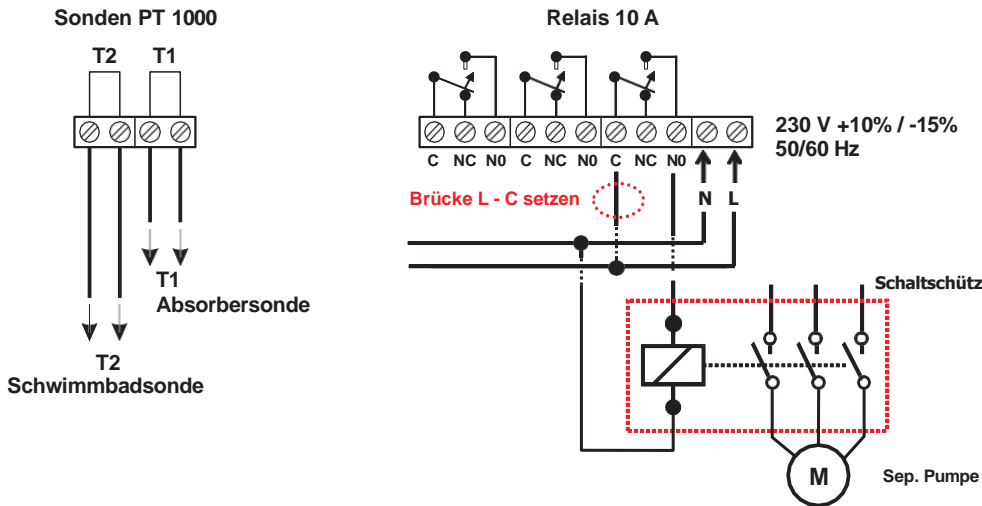 Sonden PT 1000
T2 T1
T1
Absorbersonde
T2
Schwimmbadsonde
Relais 10 A
C NC N0 C NC N0 C NC N0
230 V +10% / -15%
50/60 Hz
Brücke L - C setzen
N L
Schaltschütz
M
Sep. Pumpe